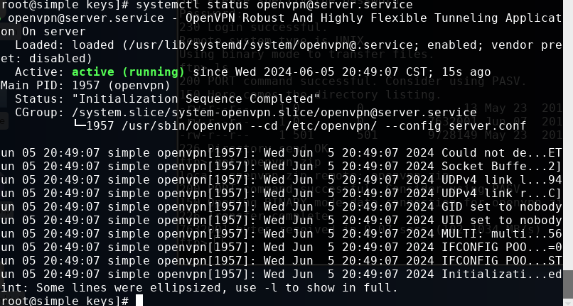 root@simple keys]# systemctl status openvpn@server.service
openvpn@server.service - OpenVPN Robust And Highly Flexible Tunneling Applicat
on On server
Loaded: loaded (/usr/lib/systemd/system/openvpn@.service; enabled; vendor pre
et: disabled)
Active: active (running) since Wed 2024-06-05 20:49:07 CST; 15s ago
Main PID: 1957 (openvpn)
Status: "Initialization Sequence Completed"
CGroup: /system.slice/system-openvpn.slice/openvpn@server.service
└─1957 /usr/sbin/openvpn --cd /etc/openvpn/ --config server.conf
un 05 20:49:07 simple openvpn[1957]: Wed Jun  5 20:49:07 2024 Could not de...ET
un 05 20:49:07 simple openvpn[1957]: Wed Jun  5 20:49:07 2024 Socket Buffe...2]
un 05 20:49:07 simple openvpn[1957]: Wed Jun  5 20:49:07 2024 UDPv4 link l...94
un 05 20:49:07 simple openvpn[1957]: Wed Jun  5 20:49:07 2024 UDPv4 link r...C]
un 05 20:49:07 simple openvpn[1957]: Wed Jun  5 20:49:07 2024 GID set to nobody
un 05 20:49:07 simple openvpn[1957]: Wed Jun  5 20:49:07 2024 UID set to nobody
un 05 20:49:07 simple openvpn[1957]: Wed Jun  5 20:49:07 2024 MULTI: multi...56
un 05 20:49:07 simple openvpn[1957]: Wed Jun  5 20:49:07 2024 IFCONFIG POO...=0
un 05 20:49:07 simple openvpn[1957]: Wed Jun  5 20:49:07 2024 IFCONFIG POO...ST
un 05 20:49:07 simple openvpn[1957]: Wed Jun  5 20:49:07 2024 Initializati...ed
int: Some lines were ellipsized, use -l to show in full.
root@simple keys]#